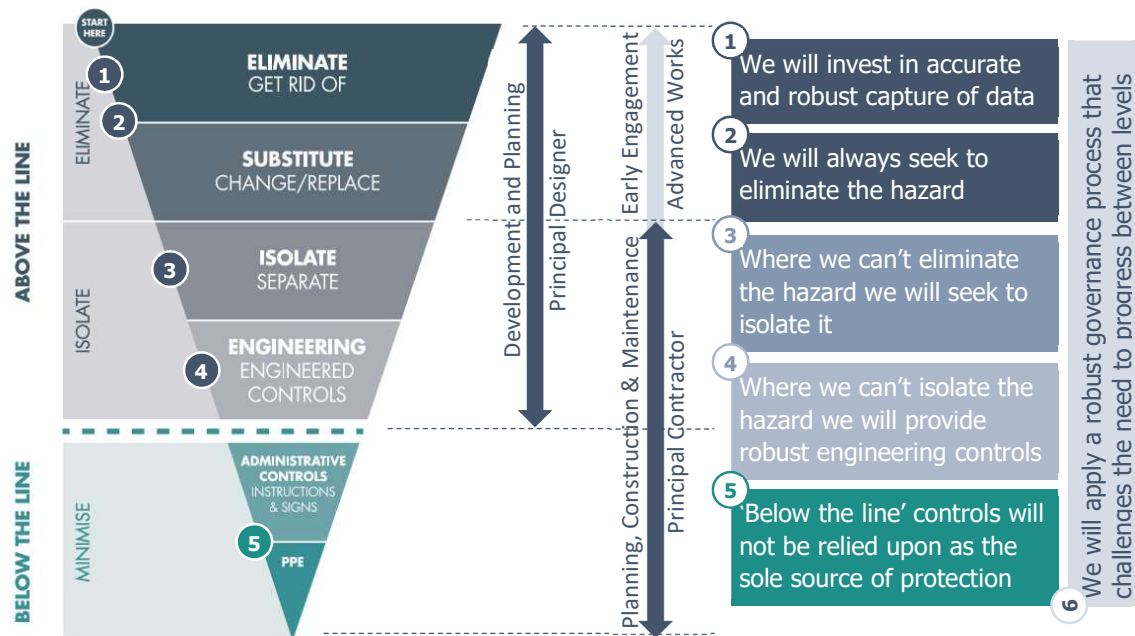 START
HERE
ABOVE THE LINE
BELOW THE LINE
ELIMINATE
ISOLATE
MINIMISE
1
2
3
4
5
ELIMINATE
GET RID OF
SUBSTITUTE
CHANGE/REPLACE
ISOLATE
SEPARATE
ENGINEERING
ENGINEERED
CONTROLS
ADMINISTRATIVE
CONTROLS
INSTRUCTIONS
& SIGNS
PPE
Development and Planning
Principal Designer
Early Engagement
Advanced Works
Planning, Construction & Maintenance
Principal Contractor
1
We will invest in accurate
and robust capture of data
2
We will always seek to
eliminate the hazard
3
Where we can’t eliminate
the hazard we will seek to
isolate it
4
Where we can’t isolate the
hazard we will provide
robust engineering controls
5
‘Below the line’ controls will
not be relied upon as the
sole source of protection
6
We will apply a robust governance process that
challenges the need to progress between levels